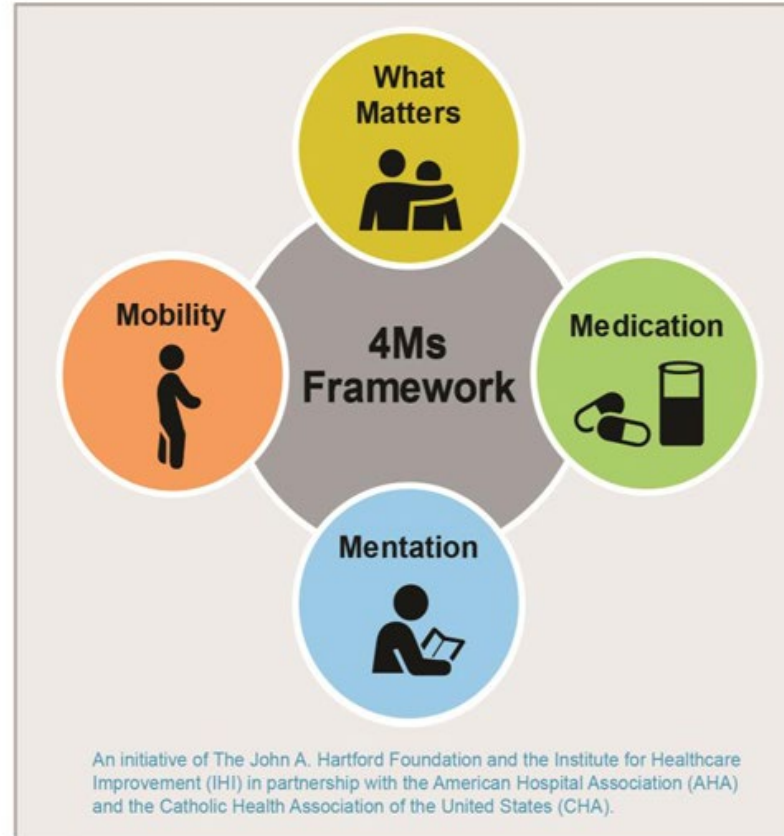 What
Matters
Mobility
4Ms
Framework
Medication
Mentation
An initiative of The John A. Hartford Foundation and the Institute for Healthcare
Improvement (IHI) in partnership with the American Hospital Association (AHA)
and the Catholic Health Association of the United States (CHA).